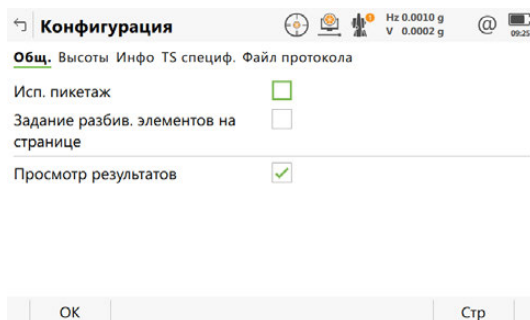 Конфигурация
Hz 0.0010 g
V 0.0002 g
@
09:25
Общ. Высоты Инфо TS специф. Файл протокола
Исп. пикетаж
Задание разбив. элементов на
странице
Просмотр результатов
OK Стр